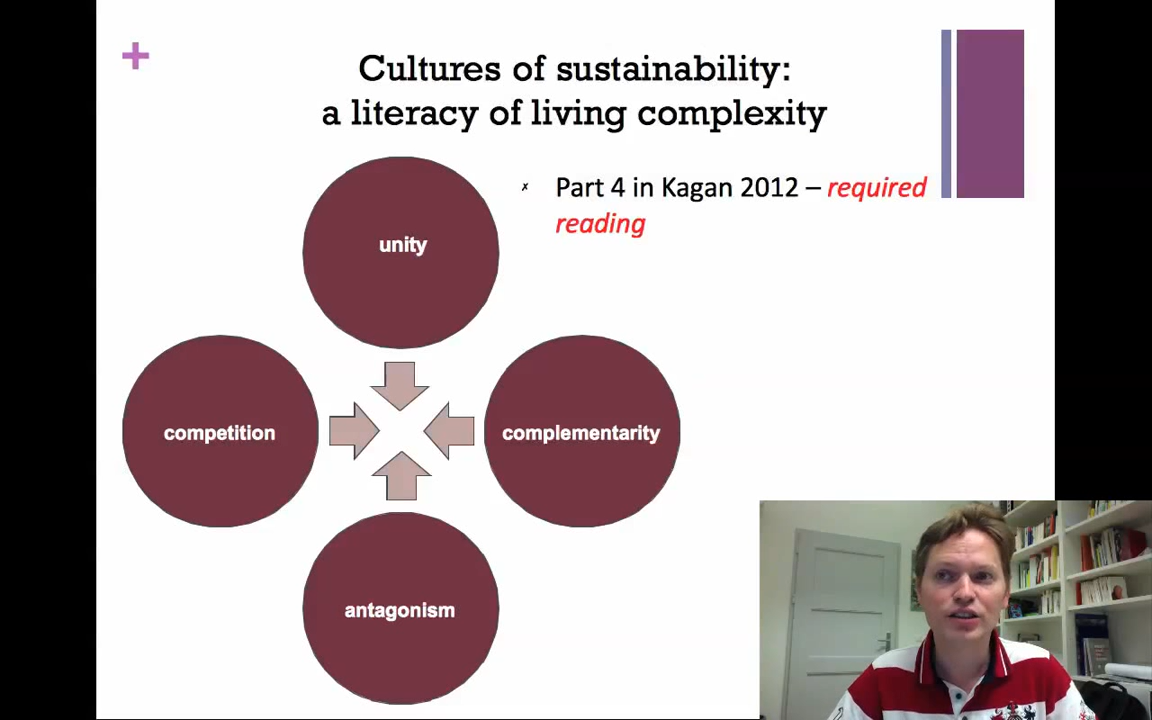 Cultures of sustainability:
a literacy of living complexity
Part 4 in Kagan 2012 – required
reading
unity
competition
complementarity
antagonism